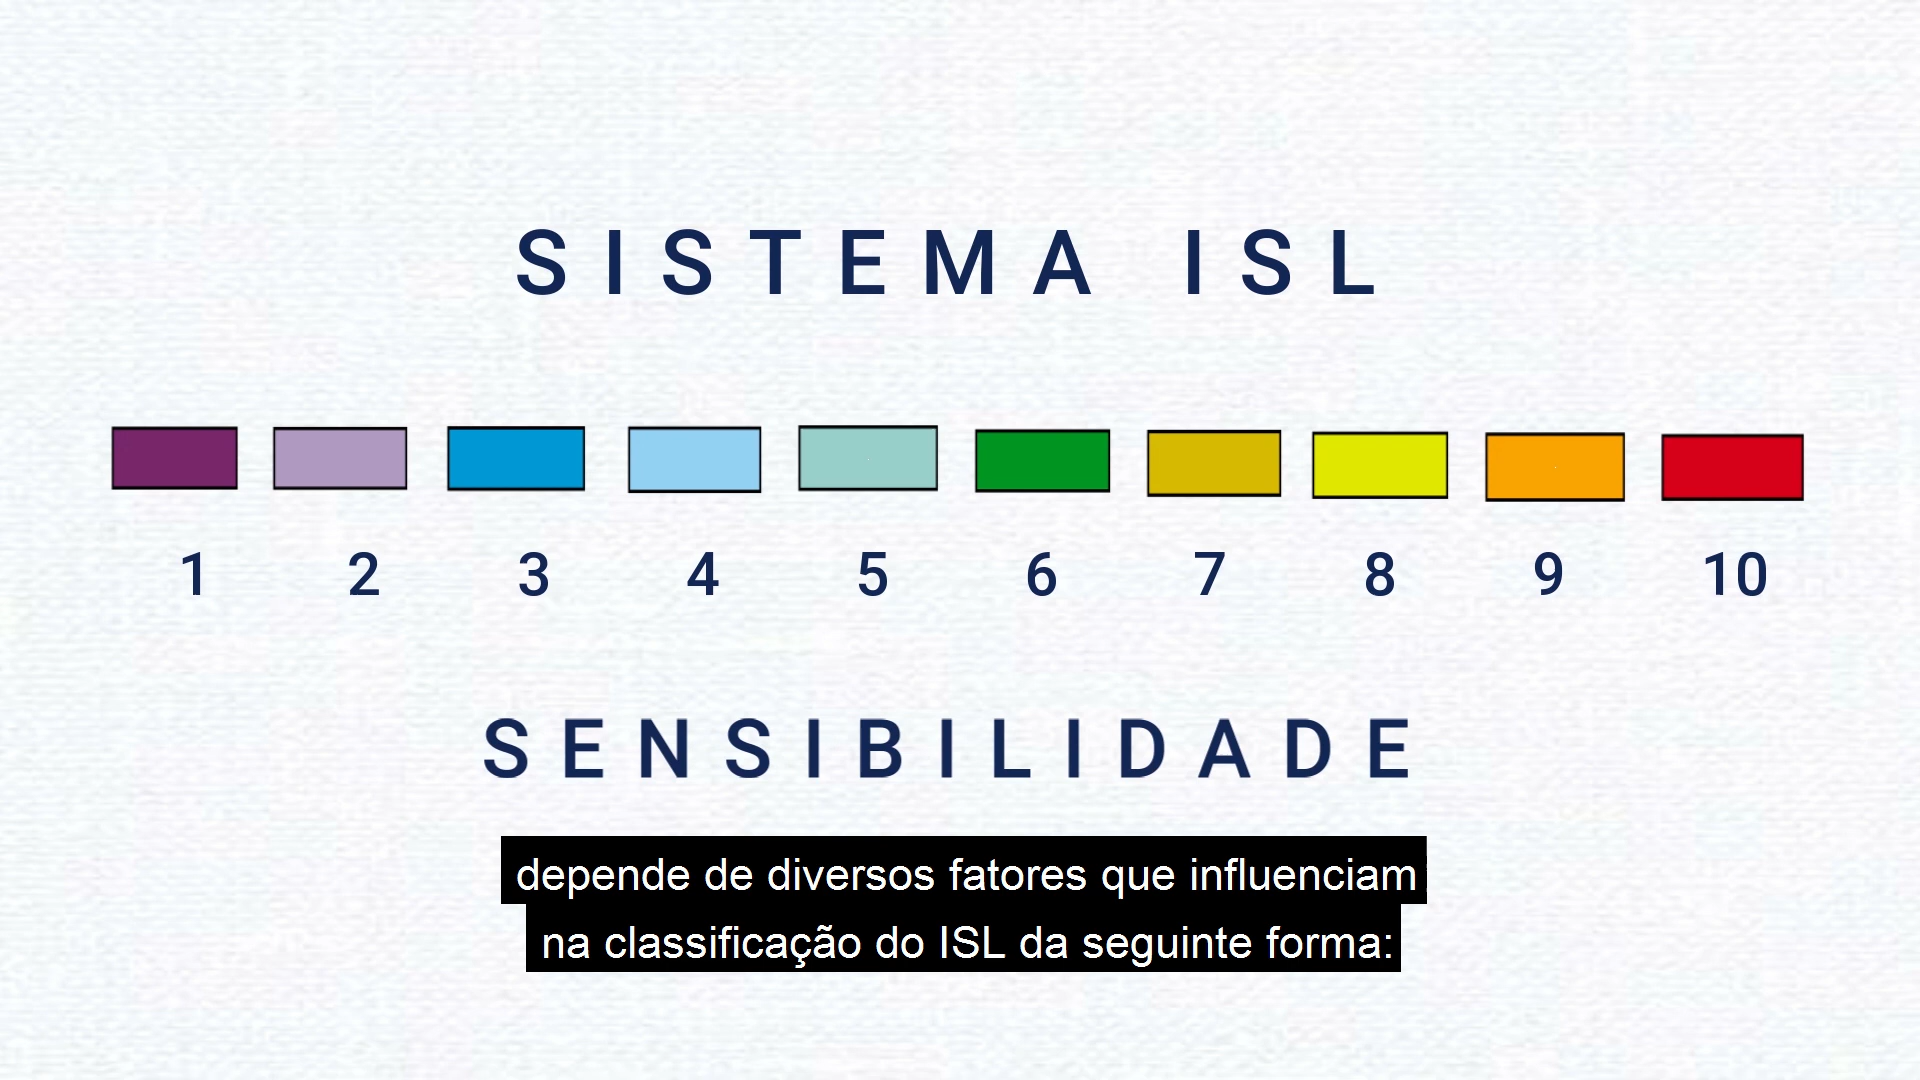 SISTEMA ISL
1 2 3 4 5 6 7 8 9 10
SENSIBILIDADE
depende de diversos fatores que influenciam
na classificação do ISL da seguinte forma: